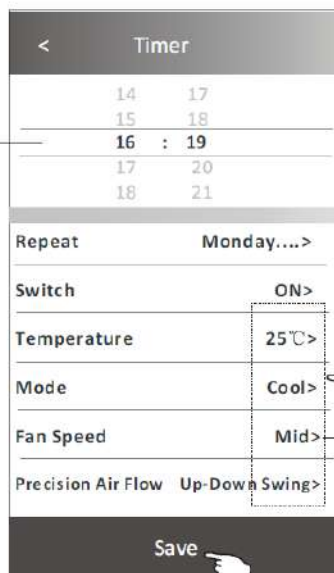 < Timer
14 17
15 18
16 : 19
17 20
18 21
Repeat Monday....>
Switch ON>
Temperature 25℃>
Mode Cool>
Fan Speed Mid>
Precision Air Flow Up-Down Swing>
Save